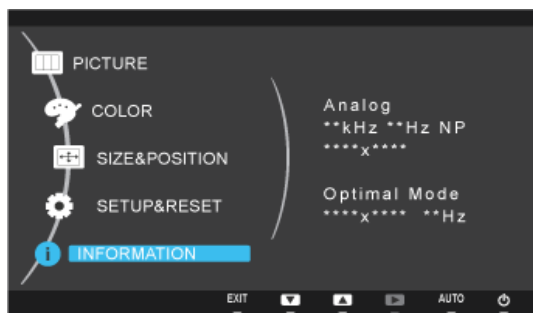 PICTURE
COLOR
SIZE&POSITION
SETUP&RESET
INFORMATION
Analog
**kHz **Hz NP
****x****
Optimal Mode
****x**** **Hz
EXIT
AUTO